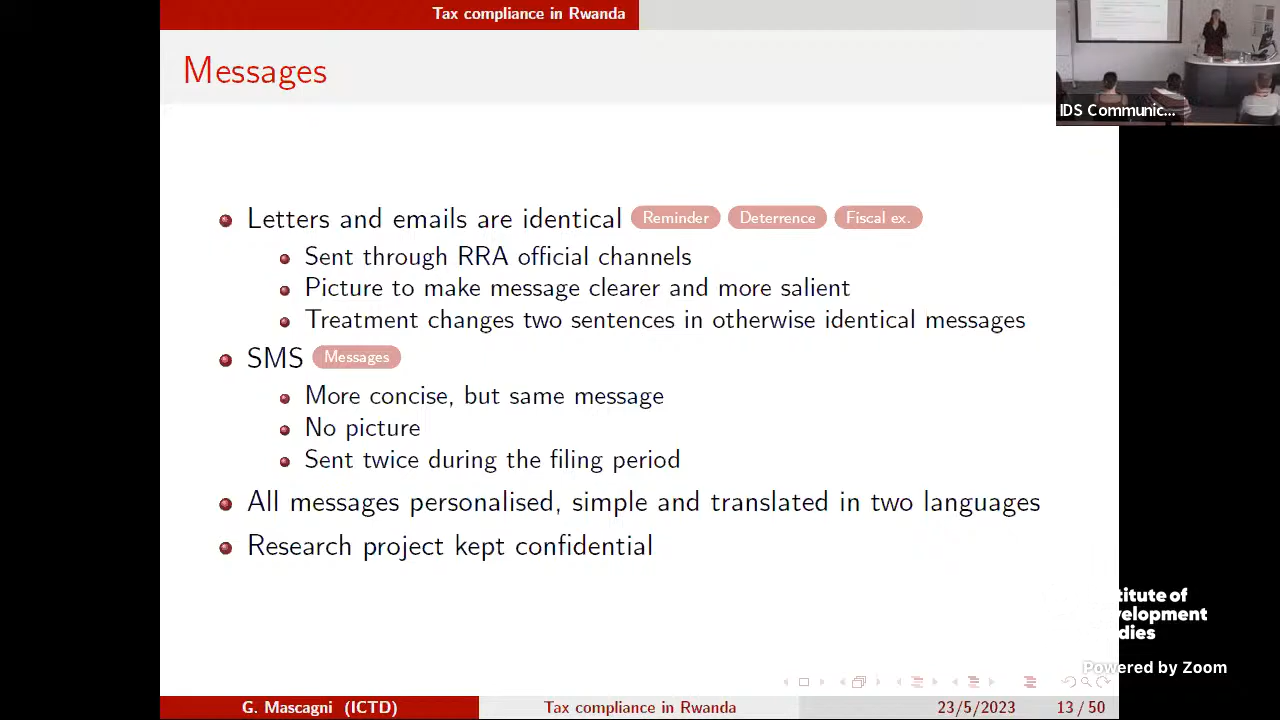 Tax compliance in Rwanda
Messages
IDS Communic...
Letters and emails are identical Reminder Deterrence Fiscal ex.
Sent through RRA official channels
Picture to make message clearer and more salient
Treatment changes two sentences in otherwise identical messages
SMS Messages
More concise, but same message
No picture
Sent twice during the filing period
All messages personalised, simple and translated in two languages
Research project kept confidential
titute of
velopment
dies
Powered by Zoom
G. Mascagni (ICTD) Tax compliance in Rwanda 23/5/2023 13 / 50